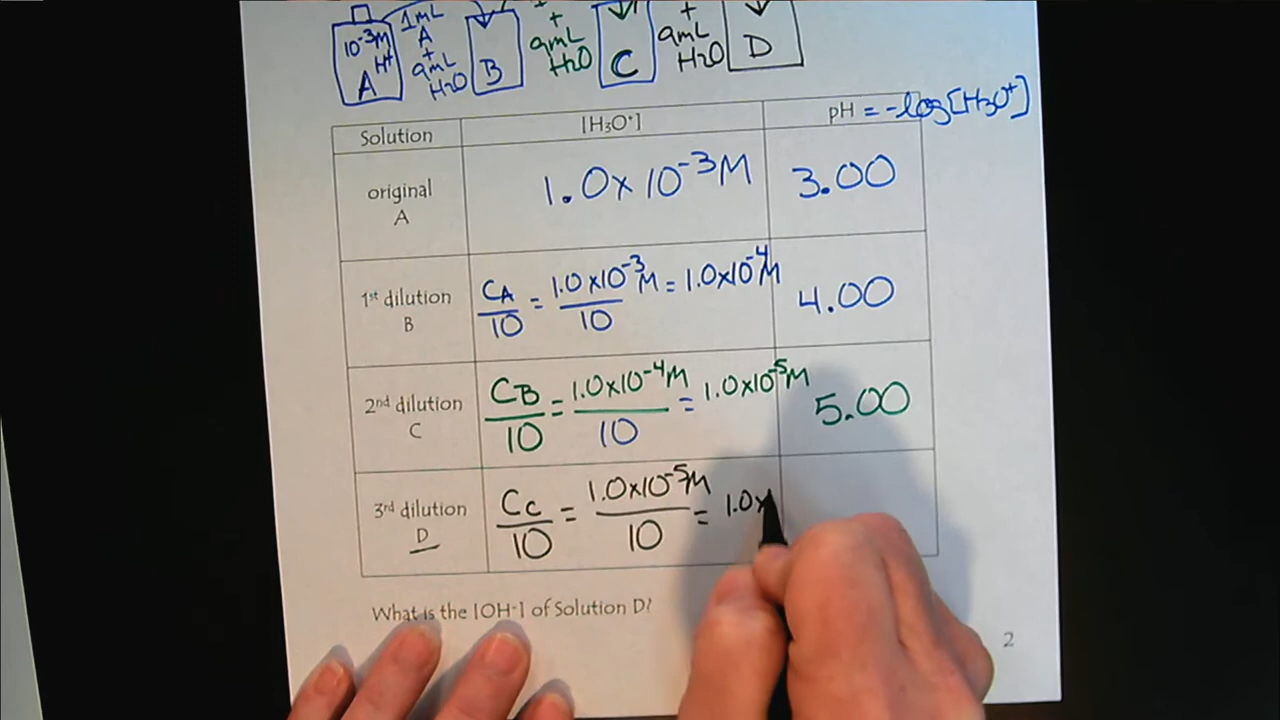 10⁻³M
H⁺
A
1mL
A
+
9mL
H₂O
B
+
9mL
H₂O
C
+
9mL
H₂O
D
Solution
[H₃O⁺]
pH = -log[H₃O⁺]
original
A
1.0x10⁻³M
3.00
1st dilution
B
CA/10 = 1.0x10⁻³M/10 = 1.0x10⁻⁴M
4.00
2nd dilution
C
CB/10 = 1.0x10⁻⁴M/10 = 1.0x10⁻⁵M
5.00
3rd dilution
D
Cc/10 = 1.0x10⁻⁵M/10 = 1.0x
What is the [OH⁻] of Solution D?
2